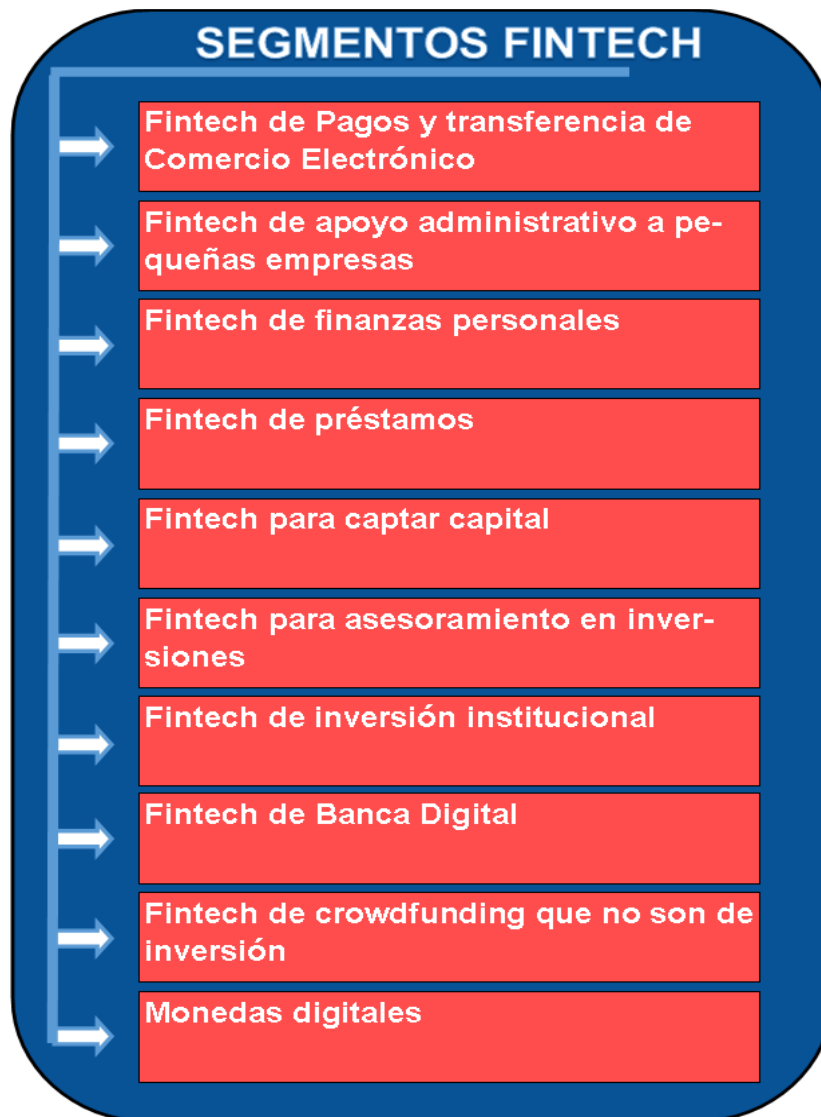 SEGMENTOS FINTECH
Fintech de Pagos y transferencia de
Comercio Electrónico
Fintech de apoyo administrativo a pe-
queñas empresas
Fintech de finanzas personales
Fintech de préstamos
Fintech para captar capital
Fintech para asesoramiento en inver-
siones
Fintech de inversión institucional
Fintech de Banca Digital
Fintech de crowdfunding que no son de
inversión
Monedas digitales